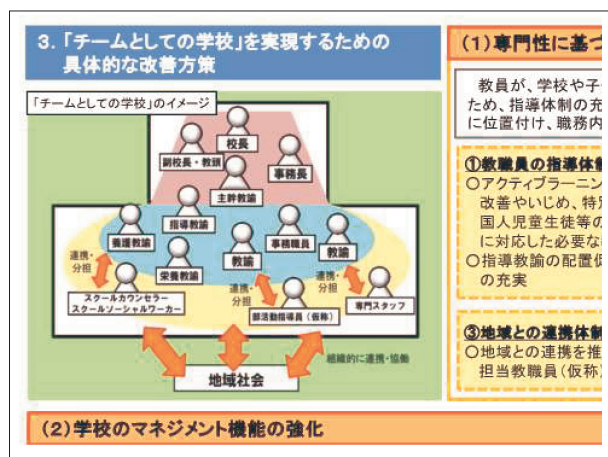 3．「チームとしての学校」を実現するための
具体的な改善方策
「チームとしての学校」のイメージ
校長
副校長・教頭
事務長
主幹教諭
指導教諭
養護教諭
事務職員
教諭
教諭
栄養教諭
連携・
分担
連携・
分担
連携・
分担
スクールカウンセラー
スクールソーシャルワーカー
部活動指導員（仮称）
専門スタッフ
組織的に連携・協働
地域社会
（1）専門性に基づ
教員が、学校や子
ため、指導体制の充
に位置付け、職務内
①教職員の指導体制
○アクティブラーニン
改善やいじめ、特別
国人児童生徒等の
に対応した必要な
○指導教諭の配置促
の充実
③地域との連携体制
○地域との連携を推
担当教職員（仮称）
（2）学校のマネジメント機能の強化